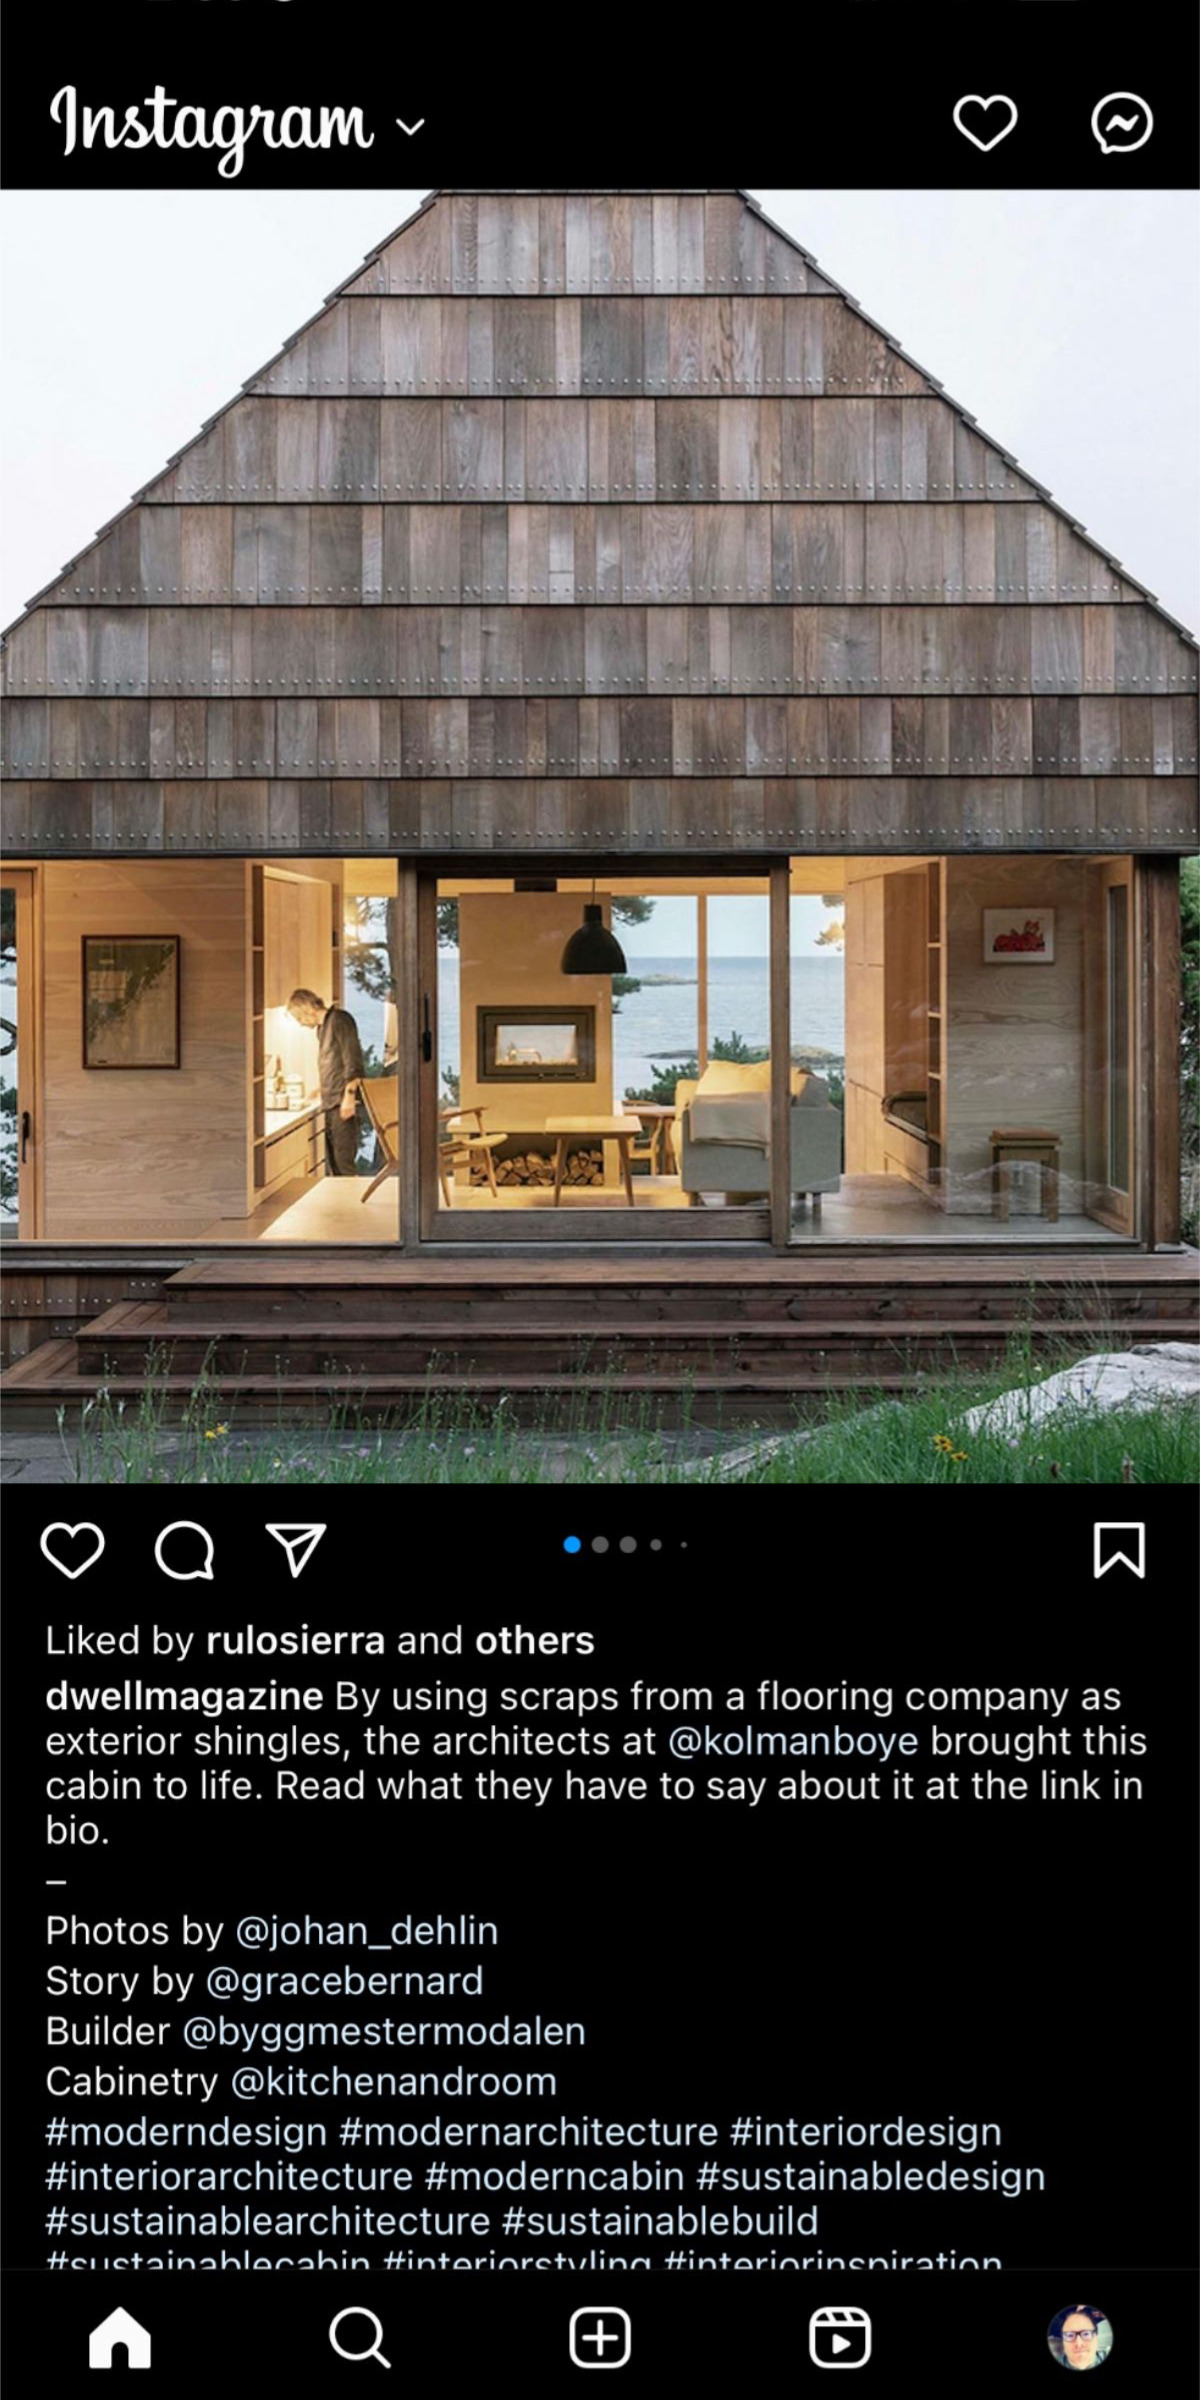 Instagram
Liked by rulosierra and others
dwellmagazine By using scraps from a flooring company as
exterior shingles, the architects at @kolmanboye brought this
cabin to life. Read what they have to say about it at the link in
bio.
–
Photos by @johan_dehlin
Story by @gracebernard
Builder @byggmestermodalen
Cabinetry @kitchenandroom
#moderndesign #modernarchitecture #interiordesign
#interiorarchitecture #moderncabin #sustainabledesign
#sustainablearchitecture #sustainablebuild
#sustainablecabin #interiorstyling #interiorinspiration